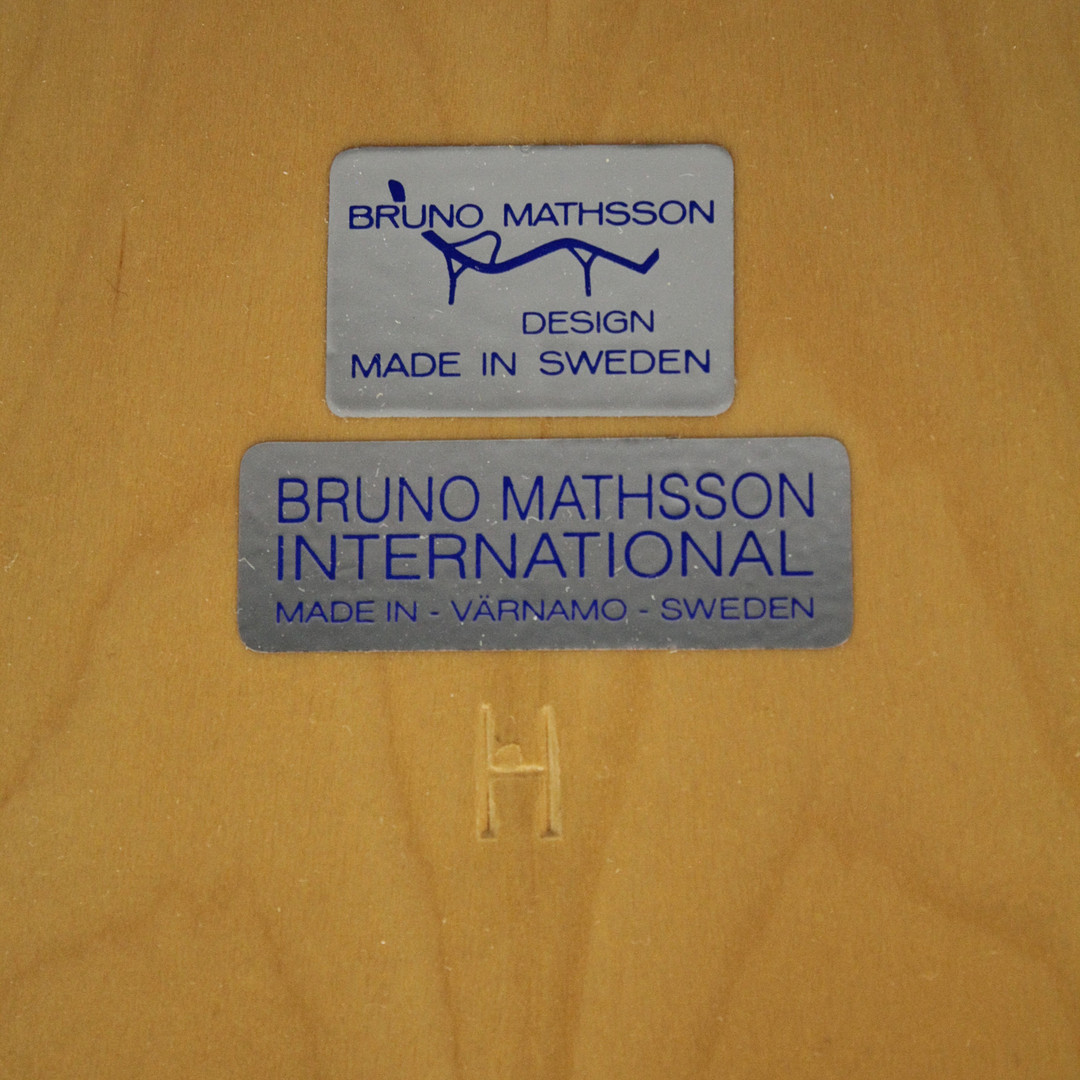 BRUNO MATHSSON
DESIGN
MADE IN SWEDEN
BRUNO MATHSSON
INTERNATIONAL
MADE IN - VÄRNAMO - SWEDEN
H